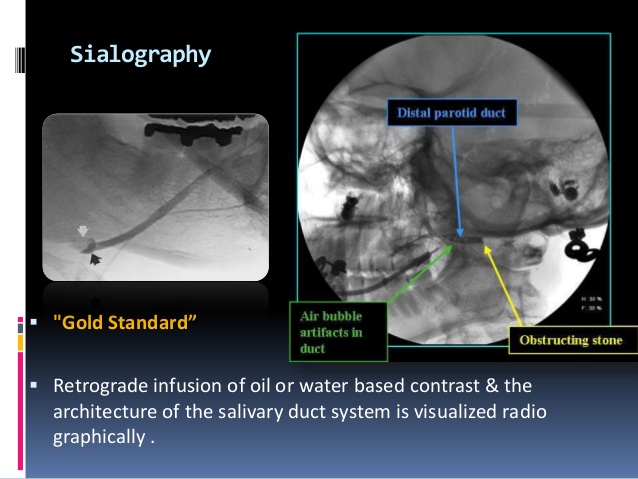 Sialography
Distal parotid duct
Air bubble
artifacts in
duct
Obstructing stone
H: 30 %
F: 30 %
"Gold Standard”
Retrograde infusion of oil or water based contrast & the
architecture of the salivary duct system is visualized radio
graphically .